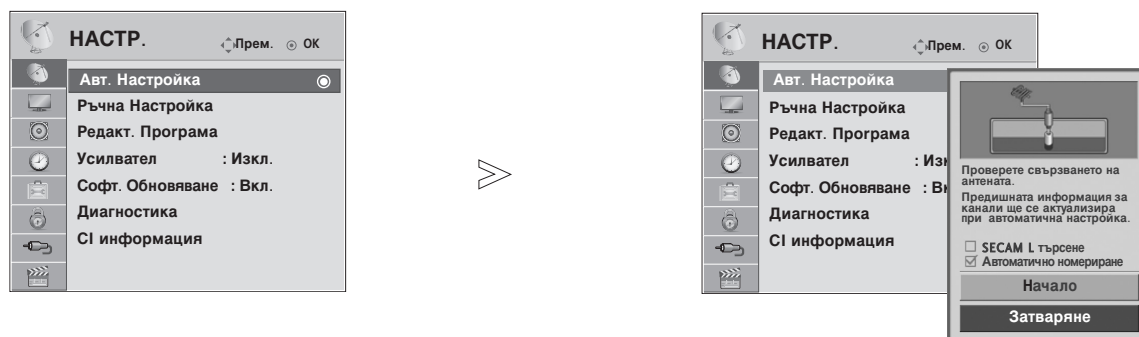 НАСТР.
Прем. OK
Авт. Настройка
Ръчна Настройка
Редакт. Програма
Усилвател : Изкл.
Софт. Обновяване : Вкл.
Диагностика
CI информация
НАСТР.
Прем. OK
Авт. Настройка
Ръчна Настройка
Редакт. Програма
Усилвател : Изк
Софт. Обновяване : Вк
Диагностика
CI информация
Проверете свързването на
антената.
Предишната информация за
канали ще се актуализира
при автоматична настройка.
SECAM L търсене
Автоматично номериране
Начало
Затваряне